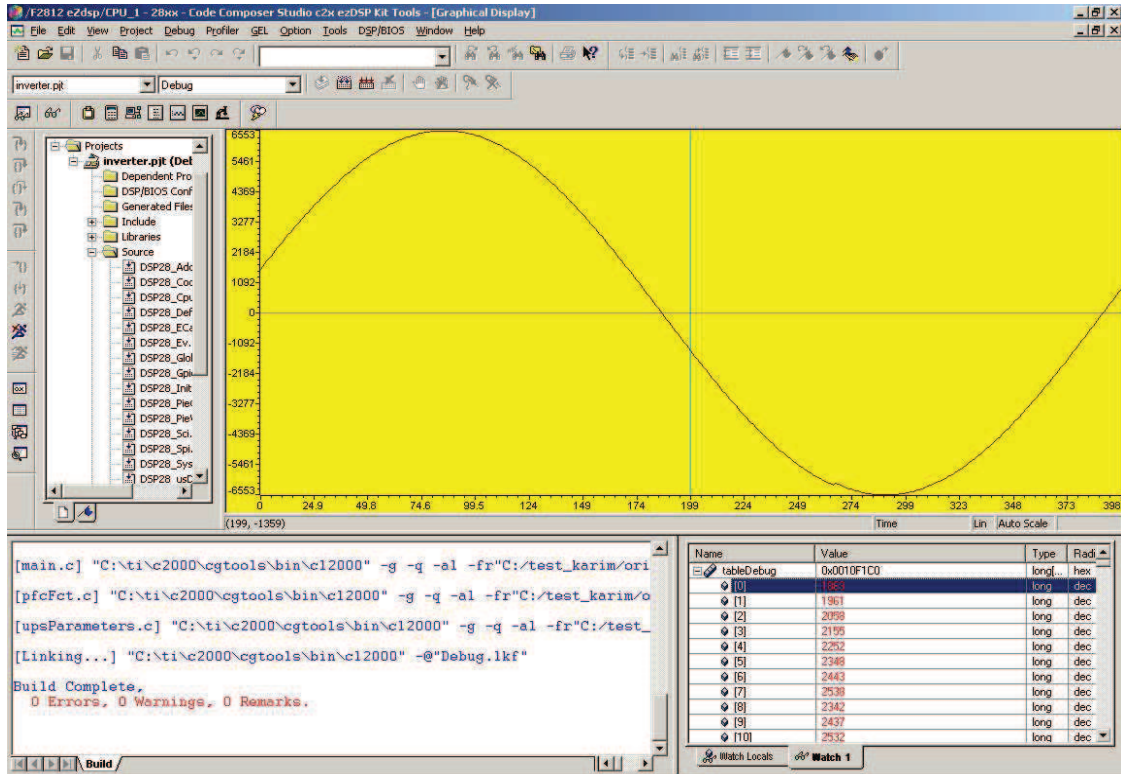 /F2812 eZdsp/CPU_1 - 28xx - Code Composer Studio c2x ezDSP Kit Tools - [Graphical Display]
File Edit View Project Debug Profiler GEL Option Tools DSP/BIOS Window Help
inverter.pjt Debug
Projects
inverter.pjt (Del
Dependent Pro
DSP/BIOS Conf
Generated Files
Include
Libraries
Source
DSP28_Adc
DSP28_Coc
DSP28_Cpu
DSP28_Def
DSP28_ECa
DSP28_Ev.
DSP28_Glol
DSP28_Gpi
DSP28_Init
DSP28_Pie
DSP28_Pie
DSP28_Sci.
DSP28_Spi.
DSP28_Sys
DSP28_usD
6553
5461
4369
3277
2184
1092
0
-1092
-2184
-3277
-4369
-5461
-6553
0 24.9 49.8 74.6 99.5 124 149 174 199 224 249 274 299 323 348 373 398
(199, -1359) Time Lin Auto Scale
[main.c] "C:\ti\c2000\cgtools\bin\cl2000" -g -q -al -fr"C:/test_karim/ori
[pfcFct.c] "C:\ti\c2000\cgtools\bin\cl2000" -g -q -al -fr"C:/test_karim/o
[upsParameters.c] "C:\ti\c2000\cgtools\bin\cl2000" -g -q -al -fr"C:/test_
[Linking...] "C:\ti\c2000\cgtools\bin\cl2000" -@"Debug.lkf"
Build Complete,
0 Errors, 0 Warnings, 0 Remarks.
Build
Name Value Type Radi
tableDebug 0x0010F1C0 long[... hex
[0] long dec
[1] 1961 long dec
[2] 2058 long dec
[3] 2155 long dec
[4] 2252 long dec
[5] 2348 long dec
[6] 2443 long dec
[7] 2538 long dec
[8] 2342 long dec
[9] 2437 long dec
[10] 2532 long dec
Watch Locals Watch 1